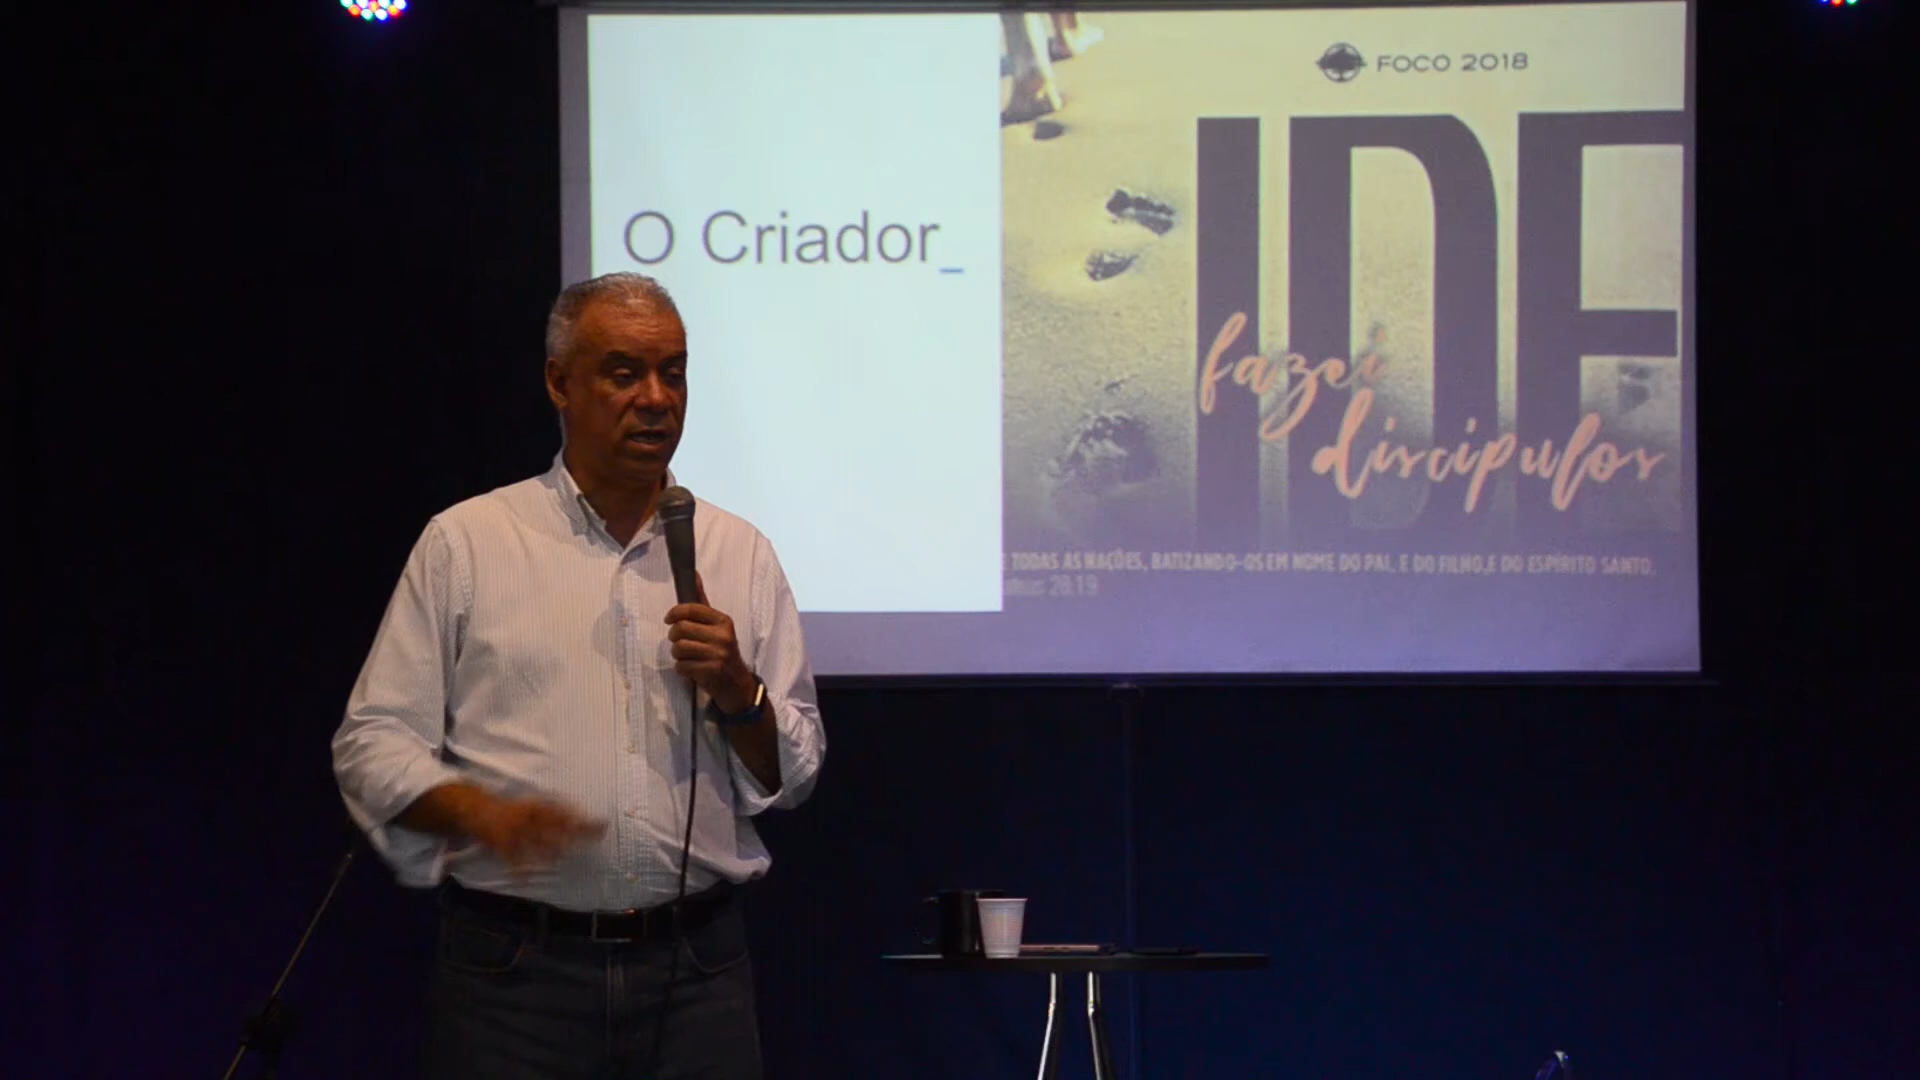 O Criador_
FOCO 2018
IDE
fazei
discípulos
E TODAS AS NAÇÕES, BATIZANDO-OS EM NOME DO PAI, E DO FILHO,E DO ESPÍRITO SANTO.
28:19